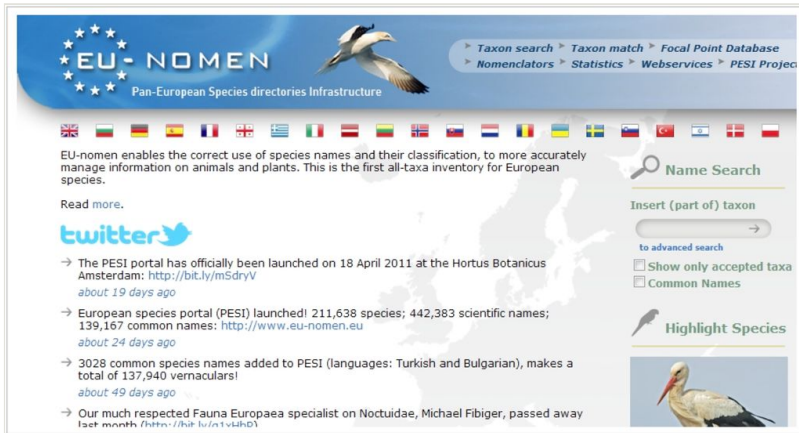 EU-NOMEN
Pan-European Species directories Infrastructure
Taxon search Taxon match Focal Point Database
Nomenclators Statistics Webservices PESI Project
EU-nomen enables the correct use of species names and their classification, to more accurately
manage information on animals and plants. This is the first all-taxa inventory for European
species.
Read more.
twitter
→ The PESI portal has officially been launched on 18 April 2011 at the Hortus Botanicus
Amsterdam: http://bit.ly/mSdryV
about 19 days ago
→ European species portal (PESI) launched! 211,638 species; 442,383 scientific names;
139,167 common names: http://www.eu-nomen.eu
about 24 days ago
→ 3028 common species names added to PESI (languages: Turkish and Bulgarian), makes a
total of 137,940 vernaculars!
about 49 days ago
→ Our much respected Fauna Europaea specialist on Noctuidae, Michael Fibiger, passed away
last month (http://bit.ly/g1xHhP)
Name Search
Insert (part of) taxon
to advanced search
Show only accepted taxa
Common Names
Highlight Species